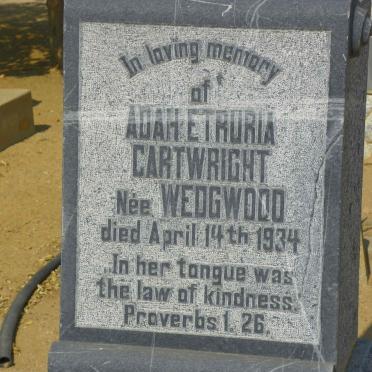 In loving memory
of
ADAH ETRURIA
CARTWRIGHT
Née WEDGWOOD
died April 14th 1934
„In her tongue was
the law of kindness.
Proverbs 1. 26.